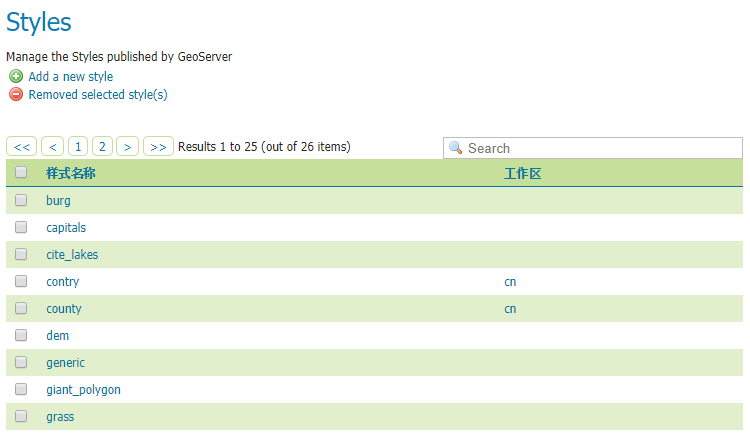 Styles
Manage the Styles published by GeoServer
Add a new style
Removed selected style(s)
<< < 1 2 > >> Results 1 to 25 (out of 26 items) Search
样式名称 工作区
burg
capitals
cite_lakes
contry cn
county cn
dem
generic
giant_polygon
grass